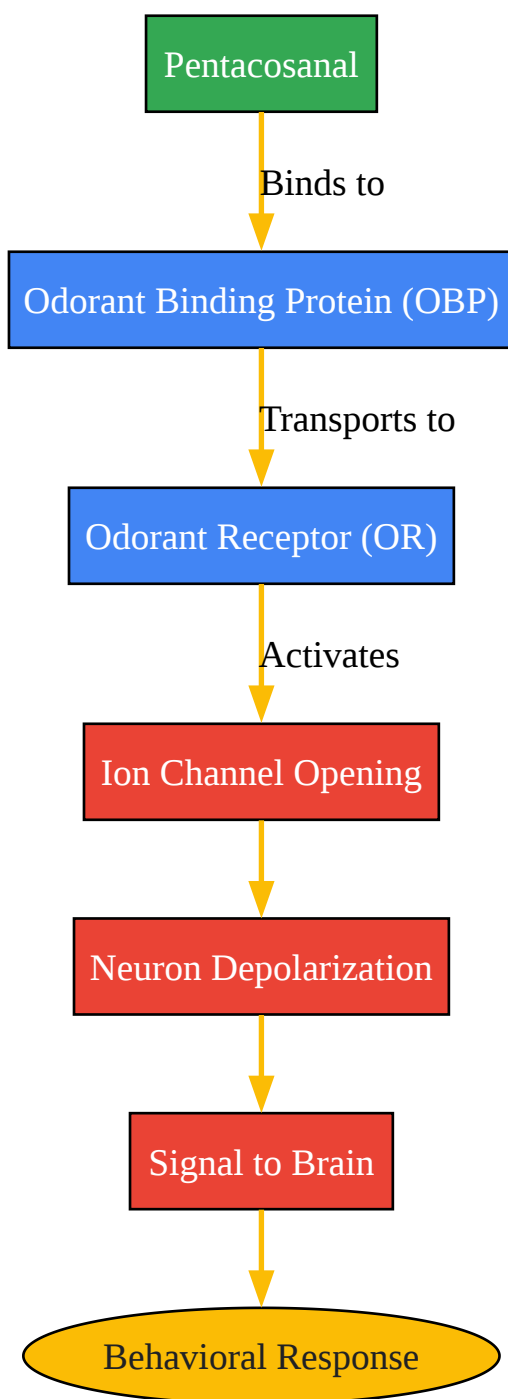 Pentacosanal
Binds to
Odorant Binding Protein (OBP)
Transports to
Odorant Receptor (OR)
Activates
Ion Channel Opening
Neuron Depolarization
Signal to Brain
Behavioral Response